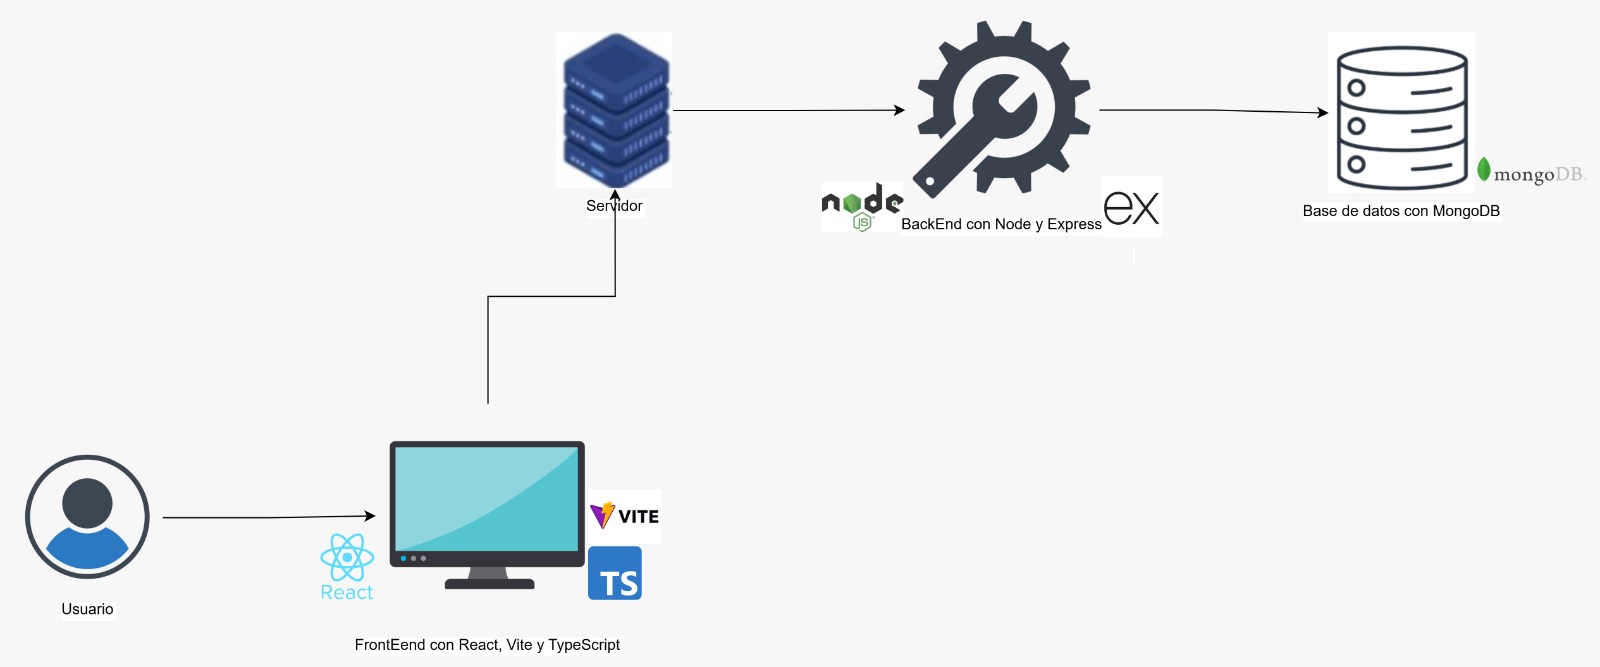 Servidor
node
JS
BackEnd con Node y Express
ex
Base de datos con MongoDB
mongoDB.
Usuario
React
VITE
TS
FrontEend con React, Vite y TypeScript